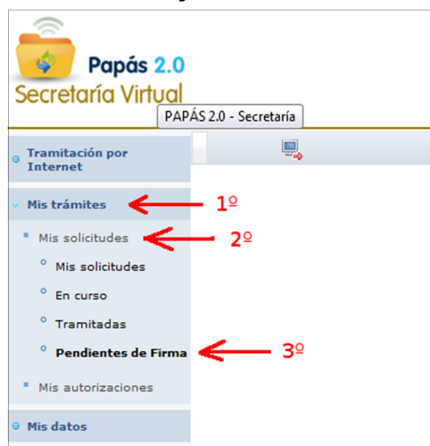 Papás 2.0
Secretaría Virtual
PAPÁS 2.0 - Secretaría
Tramitación por
Internet
Mis trámites 1º
Mis solicitudes 2º
Mis solicitudes
En curso
Tramitadas
Pendientes de Firma 3º
Mis autorizaciones
Mis datos